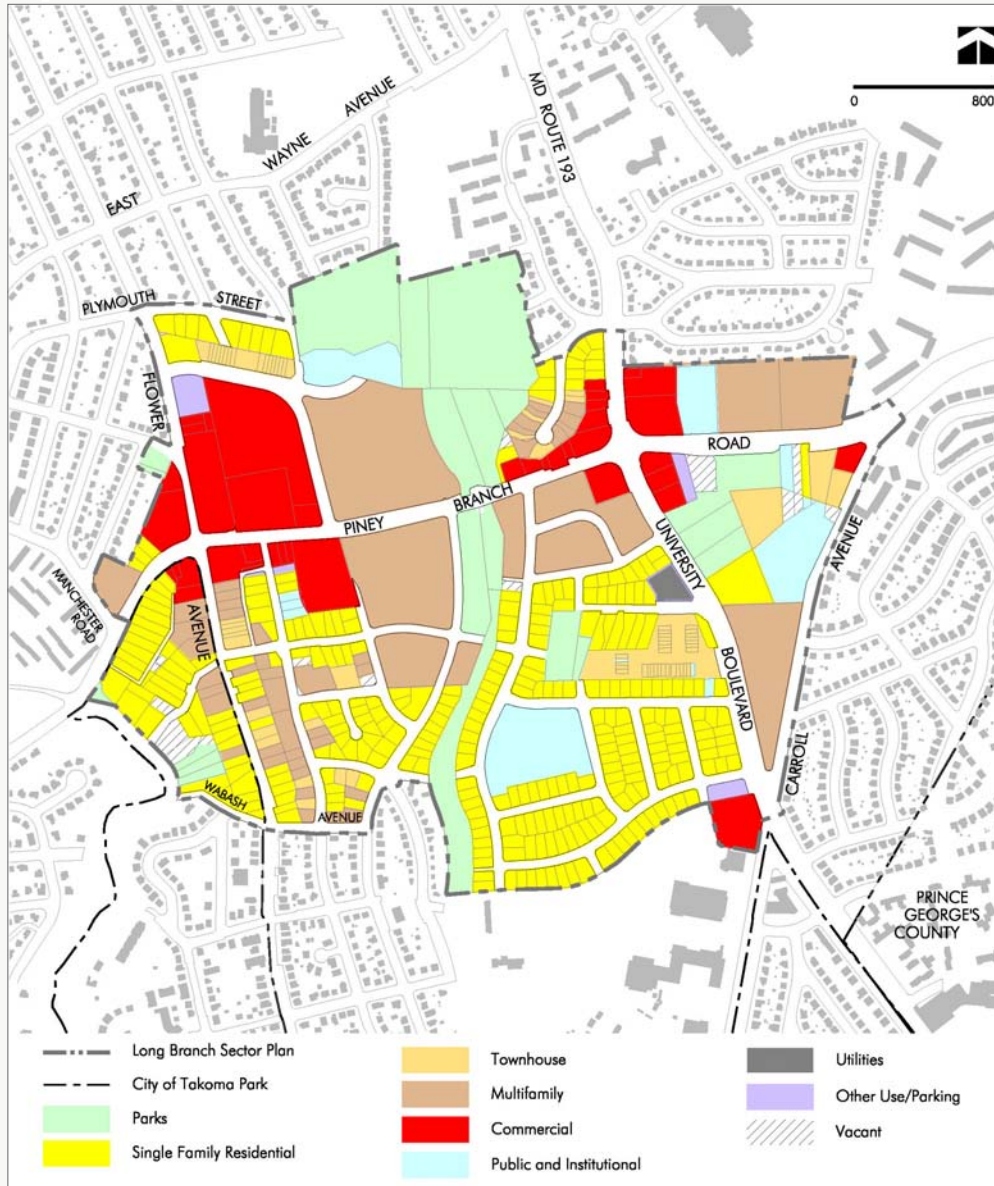 0
800
EAST
WAYNE
AVENUE
MD ROUTE 193
PLYMOUTH
STREET
FLOWER
ROAD
BRANCH
PINEY
UNIVERSITY
AVENUE
MANCHESTER
ROAD
AVENUE
BOULEVARD
CARROLL
WABASH
AVENUE
PRINCE
GEORGE'S
COUNTY
Long Branch Sector Plan
City of Takoma Park
Parks
Single Family Residential
Townhouse
Multifamily
Commercial
Public and Institutional
Utilities
Other Use/Parking
Vacant